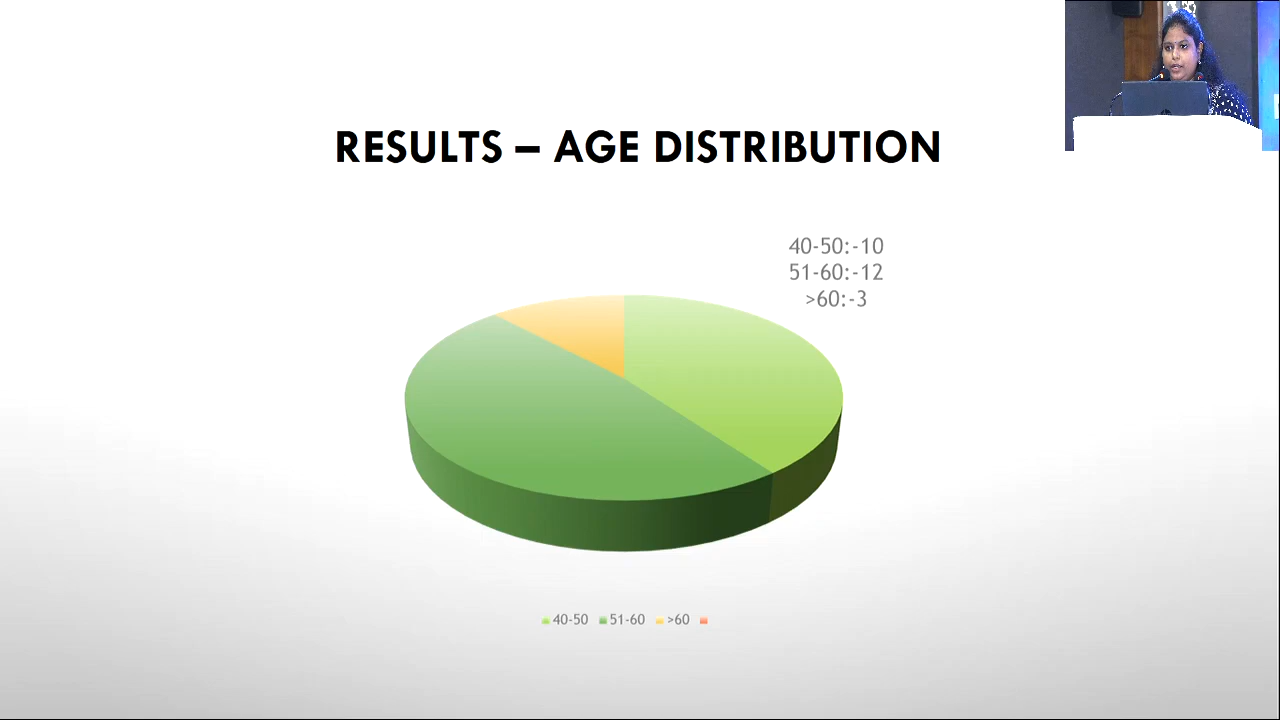 RESULTS – AGE DISTRIBUTION
40-50:-10
51-60:-12
>60:-3
40-50 51-60 >60